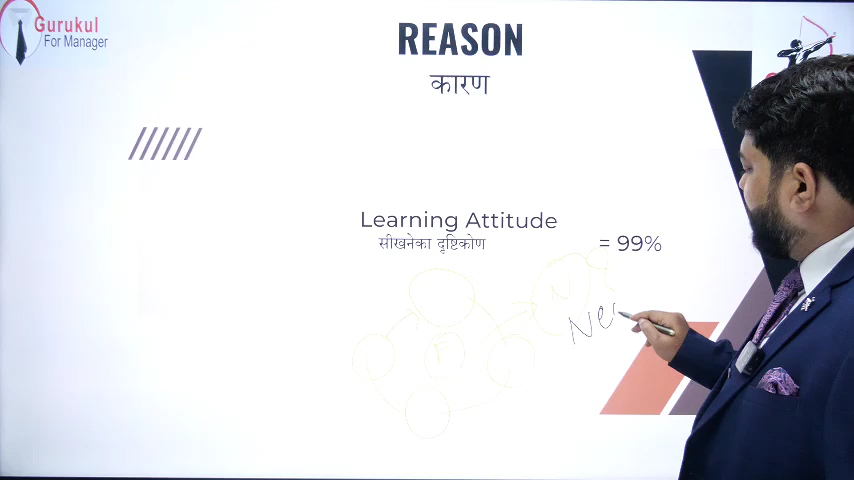 Gurukul
For Manager
REASON
कारण
Learning Attitude
सीखनेका दृष्टिकोण
= 99%
N